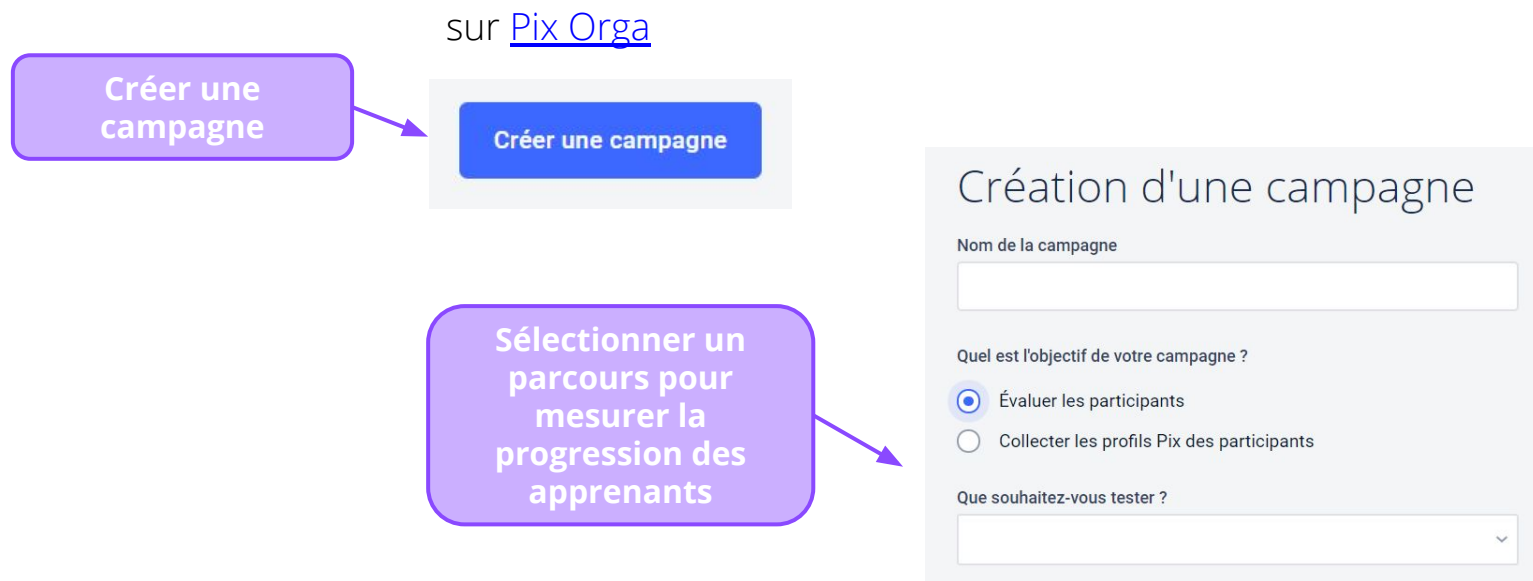 sur Pix Orga
Créer une
campagne
Créer une campagne
Création d'une campagne
Nom de la campagne
Sélectionner un
parcours pour
mesurer la
progression des
apprenants
Quel est l'objectif de votre campagne ?
Évaluer les participants
Collecter les profils Pix des participants
Que souhaitez-vous tester ?